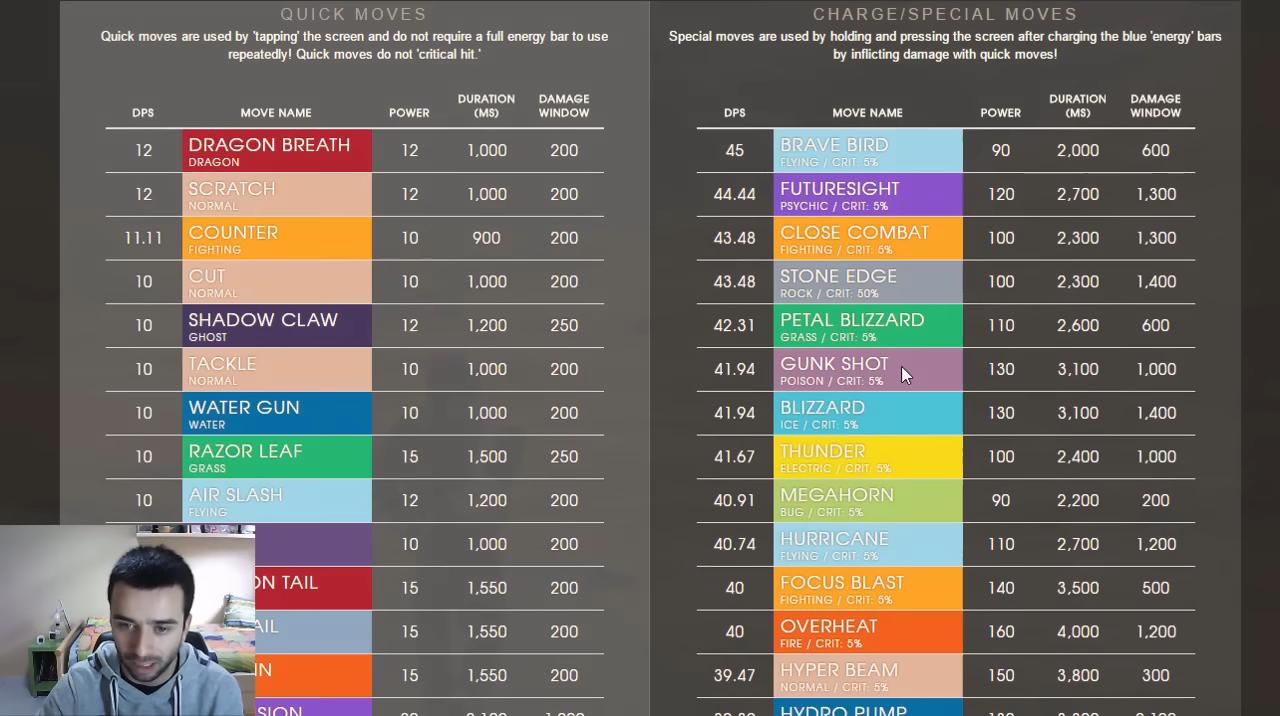 QUICK MOVES
Quick moves are used by 'tapping' the screen and do not require a full energy bar to use
repeatedly! Quick moves do not 'critical hit.'
DPS MOVE NAME POWER DURATION (MS) DAMAGE WINDOW
12 DRAGON BREATH 12 1,000 200
DRAGON
12 SCRATCH 12 1,000 200
NORMAL
11.11 COUNTER 10 900 200
FIGHTING
10 CUT 10 1,000 200
NORMAL
10 SHADOW CLAW 12 1,200 250
GHOST
10 TACKLE 10 1,000 200
NORMAL
10 WATER GUN 10 1,000 200
WATER
10 RAZOR LEAF 15 1,500 250
GRASS
10 AIR SLASH 12 1,200 200
FLYING
10 1,000 200
ON TAIL 15 1,550 200
AIL 15 1,550 200
IN 15 1,550 200
SION
CHARGE/SPECIAL MOVES
Special moves are used by holding and pressing the screen after charging the blue 'energy' bars
by inflicting damage with quick moves!
DPS MOVE NAME POWER DURATION (MS) DAMAGE WINDOW
45 BRAVE BIRD 90 2,000 600
FLYING / CRIT: 5%
44.44 FUTURESIGHT 120 2,700 1,300
PSYCHIC / CRIT: 5%
43.48 CLOSE COMBAT 100 2,300 1,300
FIGHTING / CRIT: 5%
43.48 STONE EDGE 100 2,300 1,400
ROCK / CRIT: 50%
42.31 PETAL BLIZZARD 110 2,600 600
GRASS / CRIT: 5%
41.94 GUNK SHOT 130 3,100 1,000
POISON / CRIT: 5%
41.94 BLIZZARD 130 3,100 1,400
ICE / CRIT: 5%
41.67 THUNDER 100 2,400 1,000
ELECTRIC / CRIT: 5%
40.91 MEGAHORN 90 2,200 200
BUG / CRIT: 5%
40.74 HURRICANE 110 2,700 1,200
FLYING / CRIT: 5%
40 FOCUS BLAST 140 3,500 500
FIGHTING / CRIT: 5%
40 OVERHEAT 160 4,000 1,200
FIRE / CRIT: 5%
39.47 HYPER BEAM 150 3,800 300
NORMAL / CRIT: 5%
HYDRO PUMP